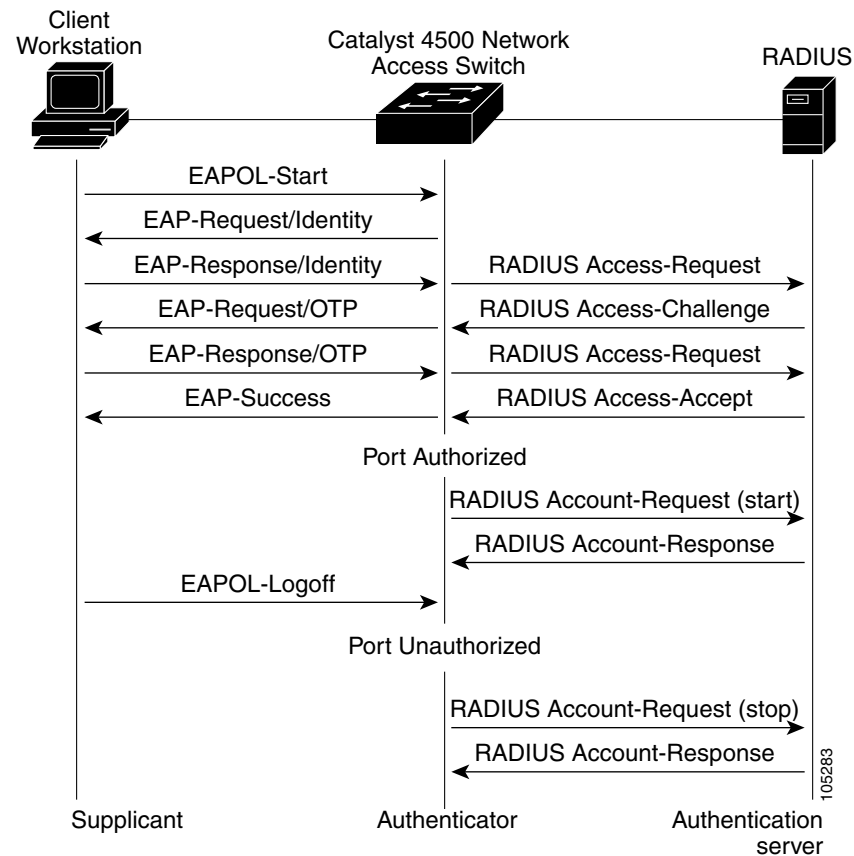 Client
Workstation
Catalyst 4500 Network
Access Switch
RADIUS
EAPOL-Start
EAP-Request/Identity
EAP-Response/Identity
RADIUS Access-Request
EAP-Request/OTP
RADIUS Access-Challenge
EAP-Response/OTP
RADIUS Access-Request
EAP-Success
RADIUS Access-Accept
Port Authorized
RADIUS Account-Request (start)
RADIUS Account-Response
EAPOL-Logoff
Port Unauthorized
RADIUS Account-Request (stop)
RADIUS Account-Response
105283
Supplicant
Authenticator
Authentication
server